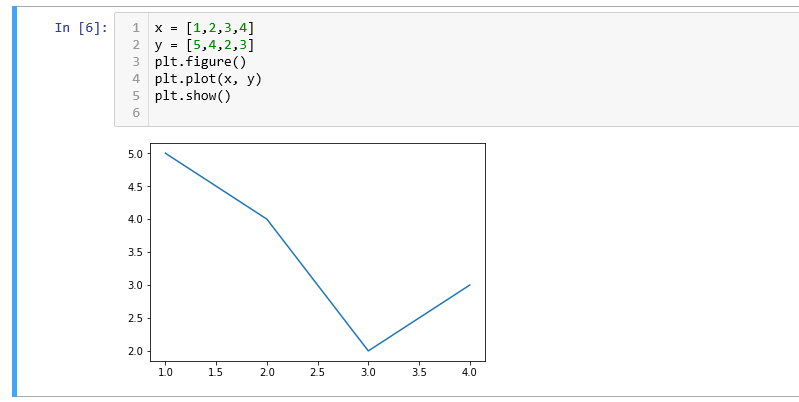 In [6]:
1 x = [1,2,3,4]
2 y = [5,4,2,3]
3 plt.figure()
4 plt.plot(x, y)
5 plt.show()
6
5.0
4.5
4.0
3.5
3.0
2.5
2.0
1.0 1.5 2.0 2.5 3.0 3.5 4.0